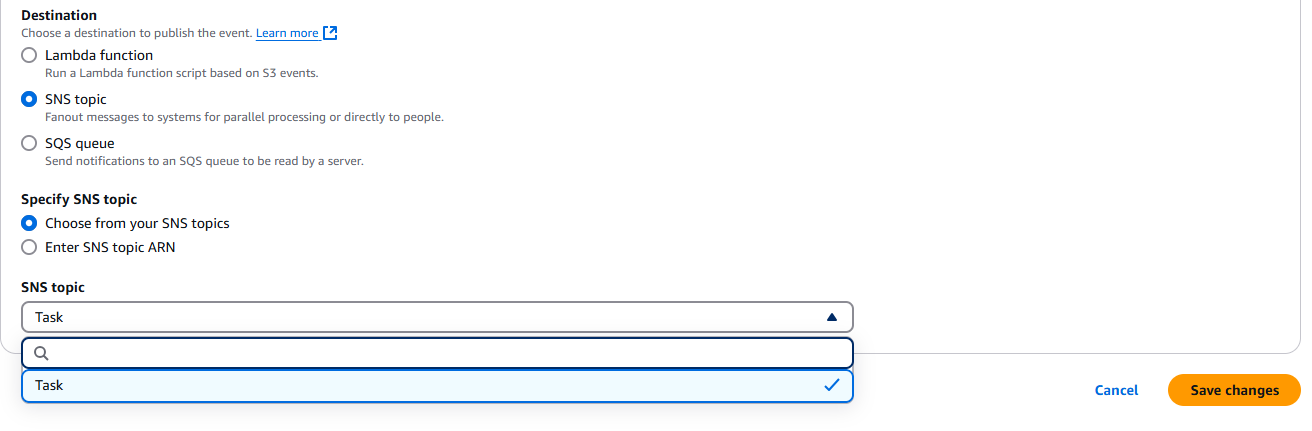 Destination
Choose a destination to publish the event. Learn more
Lambda function
Run a Lambda function script based on S3 events.
SNS topic
Fanout messages to systems for parallel processing or directly to people.
SQS queue
Send notifications to an SQS queue to be read by a server.
Specify SNS topic
Choose from your SNS topics
Enter SNS topic ARN
SNS topic
Task
Task
Cancel Save changes